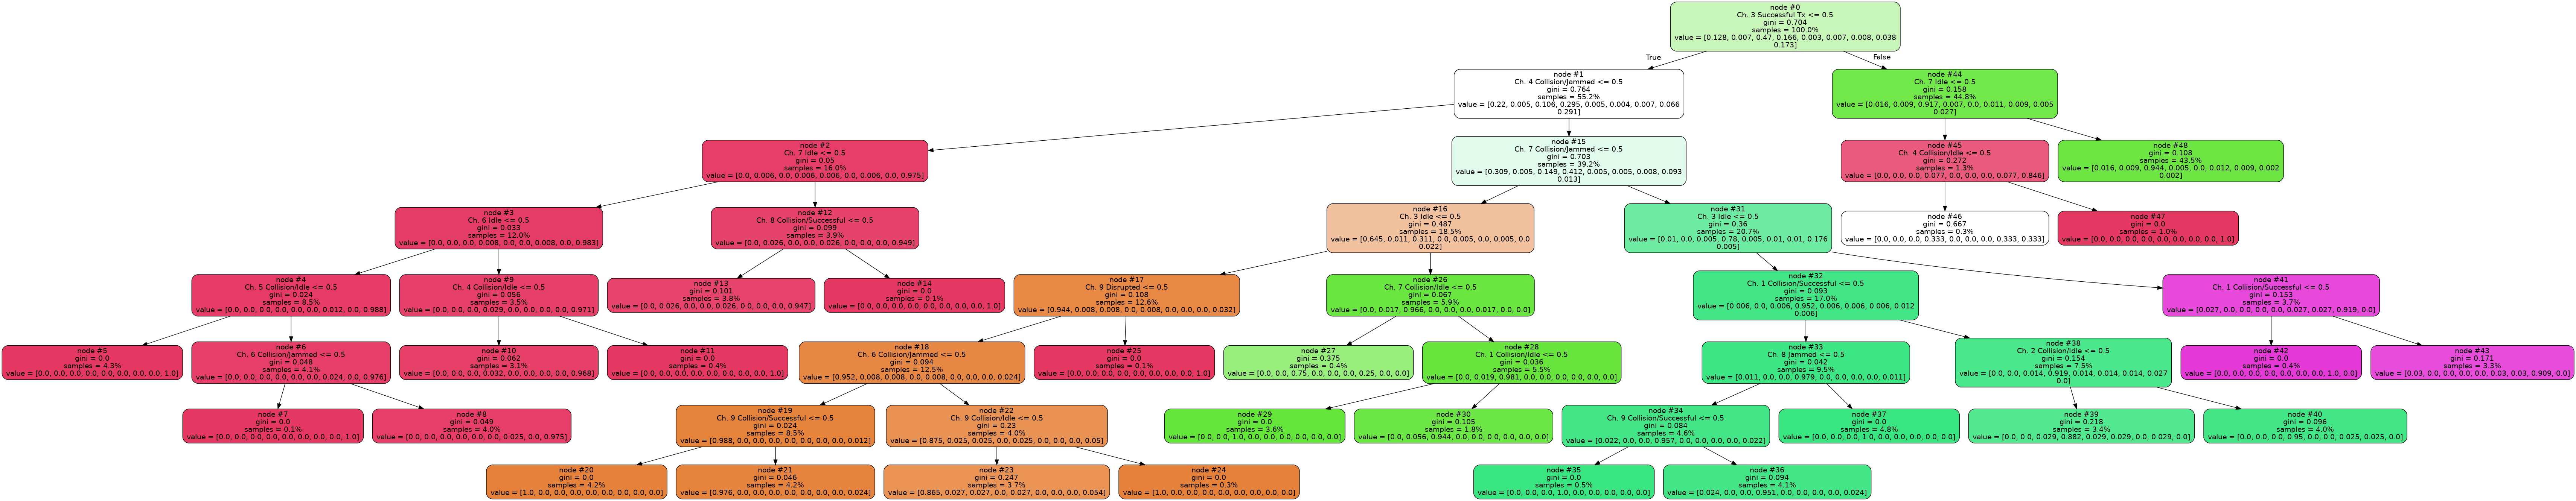 node #0
Ch. 3 Successful Tx <= 0.5
gini = 0.704
samples = 100.0%
value = [0.128, 0.007, 0.47, 0.166, 0.003, 0.007, 0.008, 0.038
0.173]
True
False
node #1
Ch. 4 Collision/Jammed <= 0.5
gini = 0.764
samples = 55.2%
value = [0.22, 0.005, 0.106, 0.295, 0.005, 0.004, 0.007, 0.066
0.291]
node #44
Ch. 7 Idle <= 0.5
gini = 0.158
samples = 44.8%
value = [0.016, 0.009, 0.917, 0.007, 0.0, 0.011, 0.009, 0.005
0.027]
node #2
Ch. 7 Idle <= 0.5
gini = 0.05
samples = 16.0%
value = [0.0, 0.006, 0.0, 0.006, 0.006, 0.0, 0.006, 0.0, 0.975]
node #15
Ch. 7 Collision/Jammed <= 0.5
gini = 0.703
samples = 39.2%
value = [0.309, 0.005, 0.149, 0.412, 0.005, 0.005, 0.008, 0.093
0.013]
node #45
Ch. 4 Collision/Idle <= 0.5
gini = 0.272
samples = 1.3%
value = [0.0, 0.0, 0.0, 0.077, 0.0, 0.0, 0.0, 0.077, 0.846]
node #48
gini = 0.108
samples = 43.5%
value = [0.016, 0.009, 0.944, 0.005, 0.0, 0.012, 0.009, 0.002
0.002]
node #3
Ch. 6 Idle <= 0.5
gini = 0.033
samples = 12.0%
value = [0.0, 0.0, 0.0, 0.008, 0.0, 0.0, 0.008, 0.0, 0.983]
node #12
Ch. 8 Collision/Successful <= 0.5
gini = 0.099
samples = 3.9%
value = [0.0, 0.026, 0.0, 0.0, 0.026, 0.0, 0.0, 0.0, 0.949]
node #16
Ch. 3 Idle <= 0.5
gini = 0.487
samples = 18.5%
value = [0.645, 0.011, 0.311, 0.0, 0.005, 0.0, 0.005, 0.0
0.022]
node #31
Ch. 3 Idle <= 0.5
gini = 0.36
samples = 20.7%
value = [0.01, 0.0, 0.005, 0.78, 0.005, 0.01, 0.01, 0.176
0.005]
node #46
gini = 0.667
samples = 0.3%
value = [0.0, 0.0, 0.0, 0.333, 0.0, 0.0, 0.0, 0.333, 0.333]
node #47
gini = 0.0
samples = 1.0%
value = [0.0, 0.0, 0.0, 0.0, 0.0, 0.0, 0.0, 0.0, 1.0]
node #4
Ch. 5 Collision/Idle <= 0.5
gini = 0.024
samples = 8.5%
value = [0.0, 0.0, 0.0, 0.0, 0.0, 0.0, 0.012, 0.0, 0.988]
node #9
Ch. 4 Collision/Idle <= 0.5
gini = 0.056
samples = 3.5%
value = [0.0, 0.0, 0.0, 0.029, 0.0, 0.0, 0.0, 0.0, 0.971]
node #13
gini = 0.101
samples = 3.8%
value = [0.0, 0.026, 0.0, 0.0, 0.026, 0.0, 0.0, 0.0, 0.947]
node #14
gini = 0.0
samples = 0.1%
value = [0.0, 0.0, 0.0, 0.0, 0.0, 0.0, 0.0, 0.0, 1.0]
node #17
Ch. 9 Disrupted <= 0.5
gini = 0.108
samples = 12.6%
value = [0.944, 0.008, 0.008, 0.0, 0.008, 0.0, 0.0, 0.0, 0.032]
node #26
Ch. 7 Collision/Idle <= 0.5
gini = 0.067
samples = 5.9%
value = [0.0, 0.017, 0.966, 0.0, 0.0, 0.0, 0.017, 0.0, 0.0]
node #32
Ch. 1 Collision/Successful <= 0.5
gini = 0.093
samples = 17.0%
value = [0.006, 0.0, 0.006, 0.952, 0.006, 0.006, 0.006, 0.012
0.006]
node #41
Ch. 1 Collision/Successful <= 0.5
gini = 0.153
samples = 3.7%
value = [0.027, 0.0, 0.0, 0.0, 0.0, 0.027, 0.027, 0.919, 0.0]
node #5
gini = 0.0
samples = 4.3%
value = [0.0, 0.0, 0.0, 0.0, 0.0, 0.0, 0.0, 0.0, 1.0]
node #6
Ch. 6 Collision/Jammed <= 0.5
gini = 0.048
samples = 4.1%
value = [0.0, 0.0, 0.0, 0.0, 0.0, 0.0, 0.024, 0.0, 0.976]
node #10
gini = 0.062
samples = 3.1%
value = [0.0, 0.0, 0.0, 0.032, 0.0, 0.0, 0.0, 0.0, 0.968]
node #11
gini = 0.0
samples = 0.4%
value = [0.0, 0.0, 0.0, 0.0, 0.0, 0.0, 0.0, 0.0, 1.0]
node #18
Ch. 6 Collision/Jammed <= 0.5
gini = 0.094
samples = 12.5%
value = [0.952, 0.008, 0.008, 0.0, 0.008, 0.0, 0.0, 0.0, 0.024]
node #25
gini = 0.0
samples = 0.1%
value = [0.0, 0.0, 0.0, 0.0, 0.0, 0.0, 0.0, 0.0, 1.0]
node #27
gini = 0.375
samples = 0.4%
value = [0.0, 0.0, 0.75, 0.0, 0.0, 0.0, 0.25, 0.0, 0.0]
node #28
Ch. 1 Collision/Idle <= 0.5
gini = 0.036
samples = 5.5%
value = [0.0, 0.019, 0.981, 0.0, 0.0, 0.0, 0.0, 0.0, 0.0]
node #33
Ch. 8 Jammed <= 0.5
gini = 0.042
samples = 9.5%
value = [0.011, 0.0, 0.0, 0.979, 0.0, 0.0, 0.0, 0.0, 0.011]
node #38
Ch. 2 Collision/Idle <= 0.5
gini = 0.154
samples = 7.5%
value = [0.0, 0.0, 0.014, 0.919, 0.014, 0.014, 0.014, 0.027
0.0]
node #42
gini = 0.0
samples = 0.4%
value = [0.0, 0.0, 0.0, 0.0, 0.0, 0.0, 0.0, 1.0, 0.0]
node #43
gini = 0.171
samples = 3.3%
value = [0.03, 0.0, 0.0, 0.0, 0.0, 0.03, 0.03, 0.909, 0.0]
node #7
gini = 0.0
samples = 0.1%
value = [0.0, 0.0, 0.0, 0.0, 0.0, 0.0, 0.0, 0.0, 1.0]
node #8
gini = 0.049
samples = 4.0%
value = [0.0, 0.0, 0.0, 0.0, 0.0, 0.0, 0.025, 0.0, 0.975]
node #19
Ch. 9 Collision/Successful <= 0.5
gini = 0.024
samples = 8.5%
value = [0.988, 0.0, 0.0, 0.0, 0.0, 0.0, 0.0, 0.0, 0.012]
node #22
Ch. 9 Collision/Idle <= 0.5
gini = 0.23
samples = 4.0%
value = [0.875, 0.025, 0.025, 0.0, 0.025, 0.0, 0.0, 0.0, 0.05]
node #29
gini = 0.0
samples = 3.6%
value = [0.0, 0.0, 1.0, 0.0, 0.0, 0.0, 0.0, 0.0, 0.0]
node #30
gini = 0.105
samples = 1.8%
value = [0.0, 0.056, 0.944, 0.0, 0.0, 0.0, 0.0, 0.0, 0.0]
node #34
Ch. 9 Collision/Successful <= 0.5
gini = 0.084
samples = 4.6%
value = [0.022, 0.0, 0.0, 0.957, 0.0, 0.0, 0.0, 0.0, 0.022]
node #37
gini = 0.0
samples = 4.8%
value = [0.0, 0.0, 0.0, 1.0, 0.0, 0.0, 0.0, 0.0, 0.0]
node #39
gini = 0.218
samples = 3.4%
value = [0.0, 0.0, 0.029, 0.882, 0.029, 0.029, 0.0, 0.029, 0.0]
node #40
gini = 0.096
samples = 4.0%
value = [0.0, 0.0, 0.0, 0.95, 0.0, 0.0, 0.025, 0.025, 0.0]
node #20
gini = 0.0
samples = 4.2%
value = [1.0, 0.0, 0.0, 0.0, 0.0, 0.0, 0.0, 0.0, 0.0]
node #21
gini = 0.046
samples = 4.2%
value = [0.976, 0.0, 0.0, 0.0, 0.0, 0.0, 0.0, 0.0, 0.024]
node #23
gini = 0.247
samples = 3.7%
value = [0.865, 0.027, 0.027, 0.0, 0.027, 0.0, 0.0, 0.0, 0.054]
node #24
gini = 0.0
samples = 0.3%
value = [1.0, 0.0, 0.0, 0.0, 0.0, 0.0, 0.0, 0.0, 0.0]
node #35
gini = 0.0
samples = 0.5%
value = [0.0, 0.0, 0.0, 1.0, 0.0, 0.0, 0.0, 0.0, 0.0]
node #36
gini = 0.094
samples = 4.1%
value = [0.024, 0.0, 0.0, 0.951, 0.0, 0.0, 0.0, 0.0, 0.024]